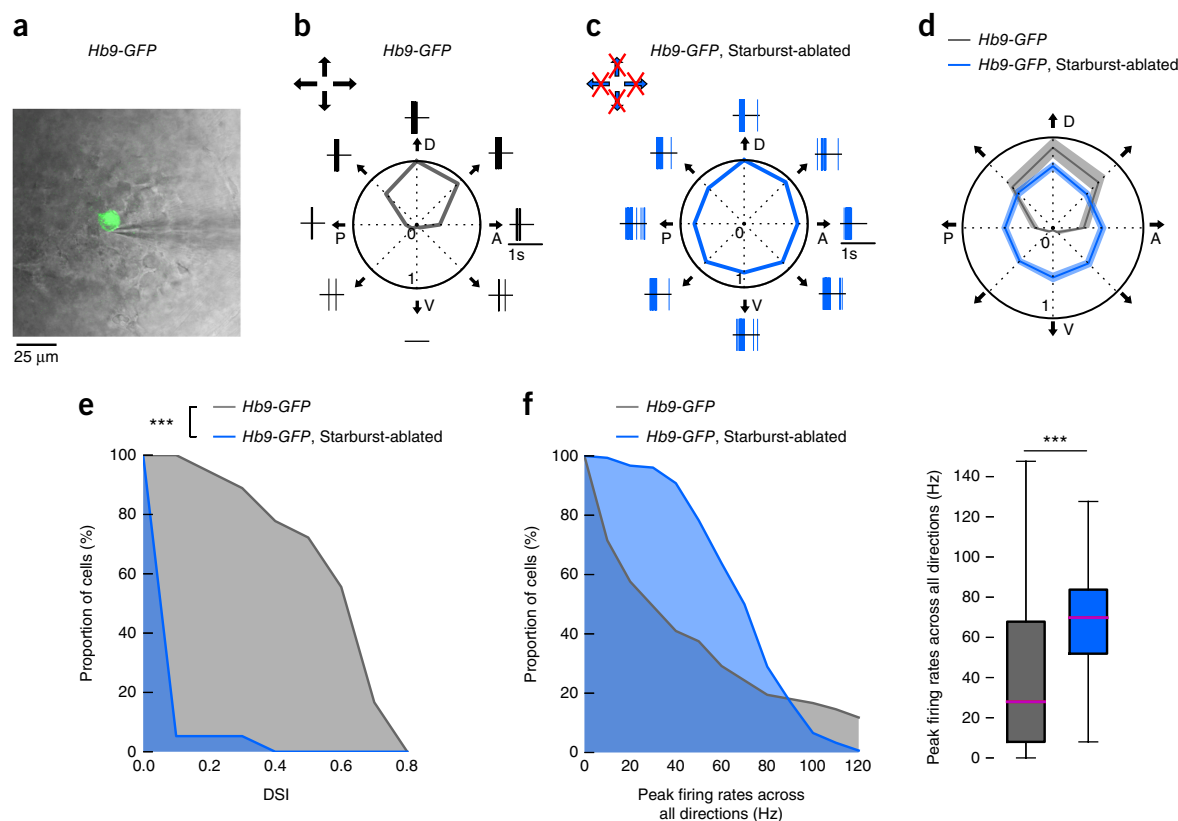 a
Hb9-GFP
25 µm
b
Hb9-GFP
D
P
0
A
1s
1
V
c
Hb9-GFP, Starburst-ablated
D
P
0
A
1s
1
V
d
Hb9-GFP
Hb9-GFP, Starburst-ablated
D
P
0
A
1
V
e
Hb9-GFP
***
Hb9-GFP, Starburst-ablated
Proportion of cells (%)
100
80
60
40
20
0
0.0 0.2 0.4 0.6 0.8
DSI
f
Hb9-GFP
Hb9-GFP, Starburst-ablated
Proportion of cells (%)
100
80
60
40
20
0
0 20 40 60 80 100 120
Peak firing rates across
all directions (Hz)
***
Peak firing rates across all directions (Hz)
140
120
100
80
60
40
20
0